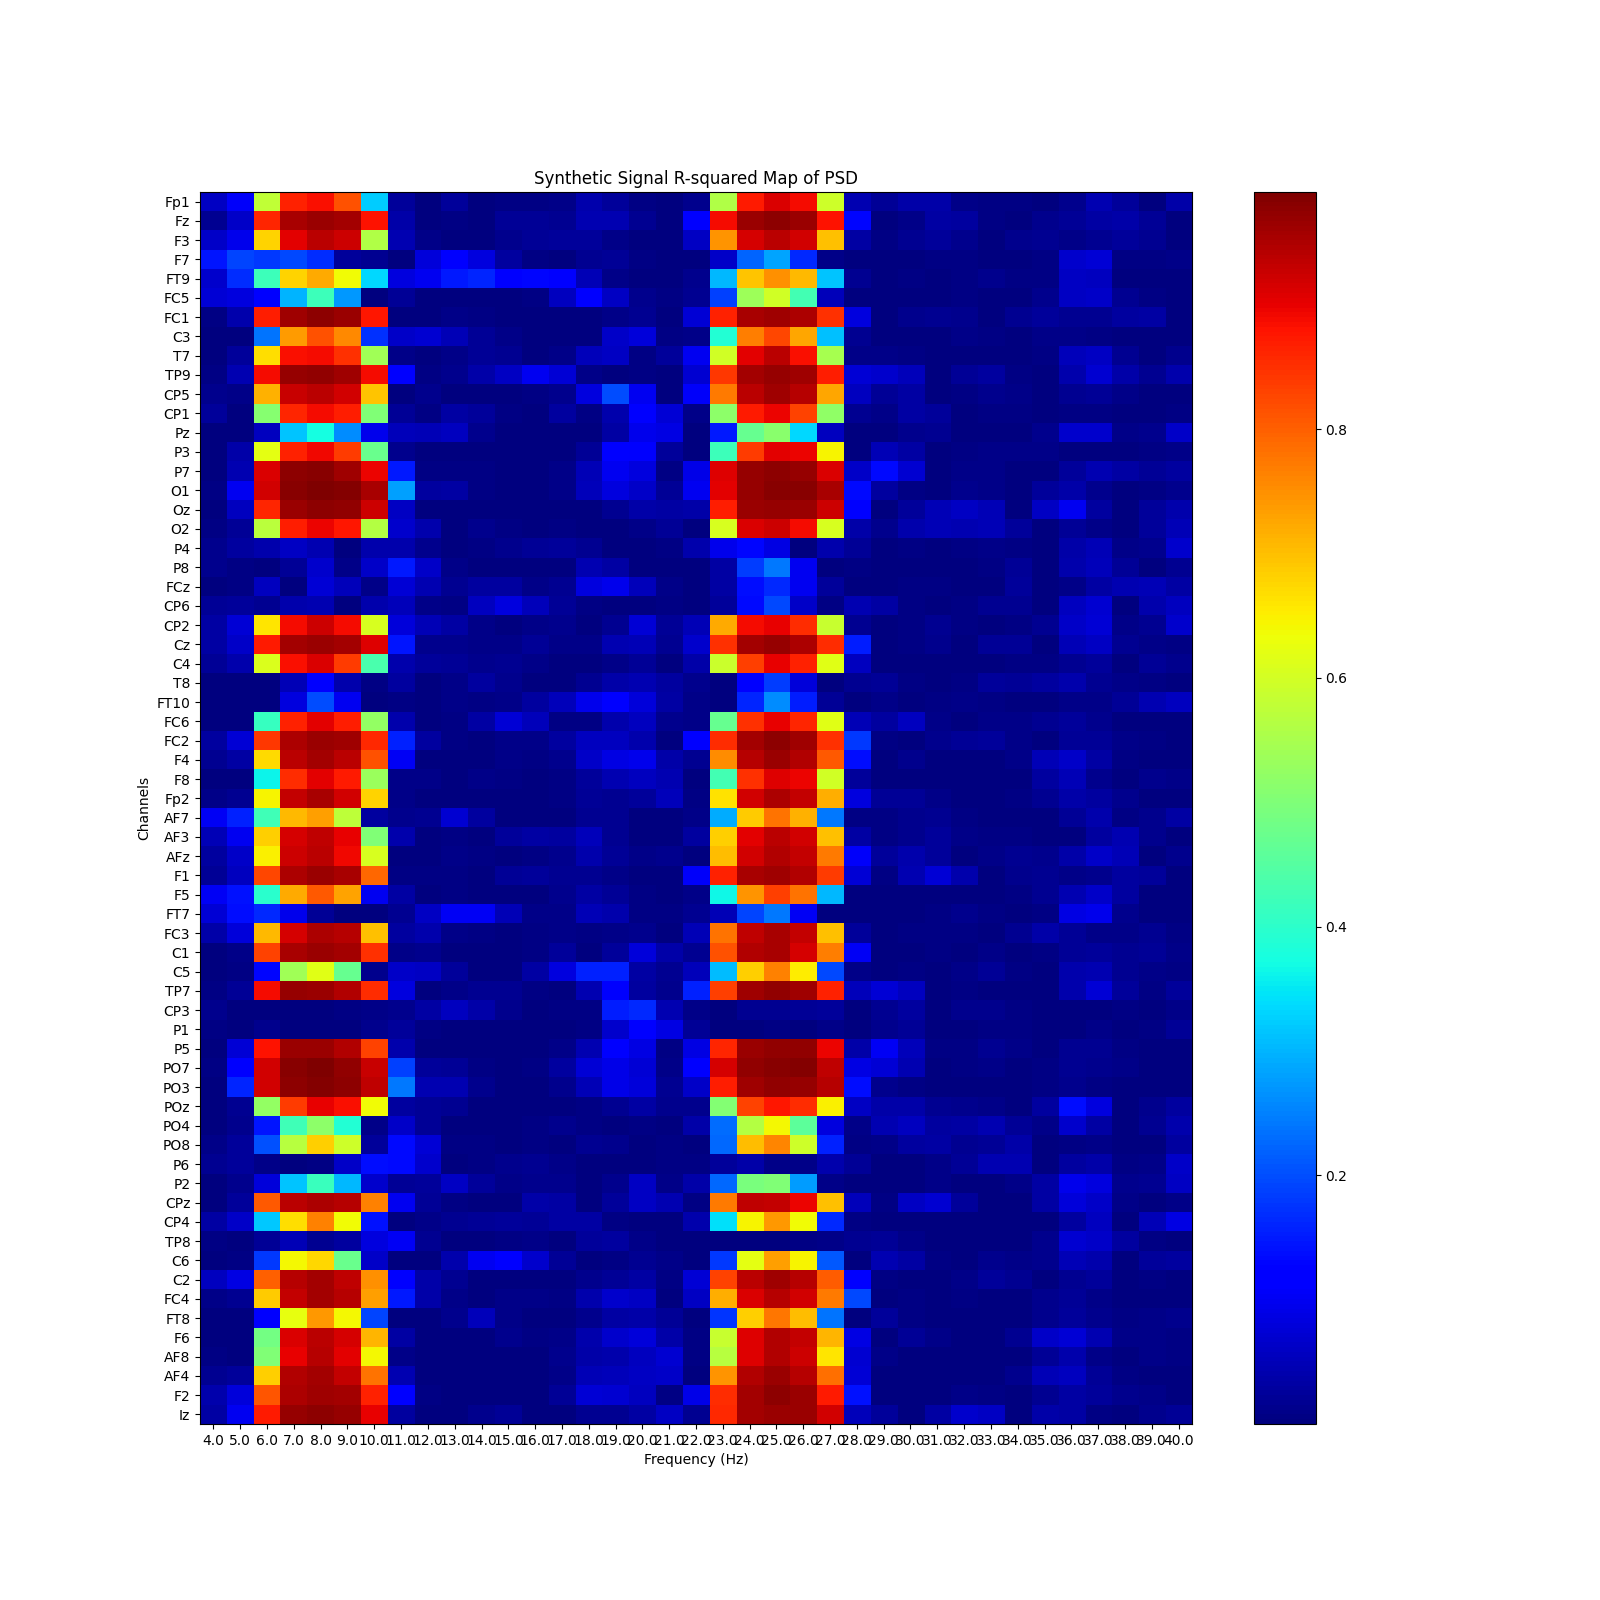 Synthetic Signal R-squared Map of PSD
Channels
Fp1
Fz
F3
F7
FT9
FC5
FC1
C3
T7
TP9
CP5
CP1
Pz
P3
P7
O1
Oz
O2
P4
P8
FCz
CP6
CP2
Cz
C4
T8
FT10
FC6
FC2
F4
F8
Fp2
AF7
AF3
AFz
F1
F5
FT7
FC3
C1
C5
TP7
CP3
P1
P5
PO7
PO3
POz
PO4
PO8
P6
P2
CPz
CP4
TP8
C6
C2
FC4
FT8
F6
AF8
AF4
F2
Iz
4.0 5.0 6.0 7.0 8.0 9.0 10.0 11.0 12.0 13.0 14.0 15.0 16.0 17.0 18.0 19.0 20.0 21.0 22.0 23.0 24.0 25.0 26.0 27.0 28.0 29.0 30.0 31.0 32.0 33.0 34.0 35.0 36.0 37.0 38.0 39.0 40.0
Frequency (Hz)
0.8
0.6
0.4
0.2